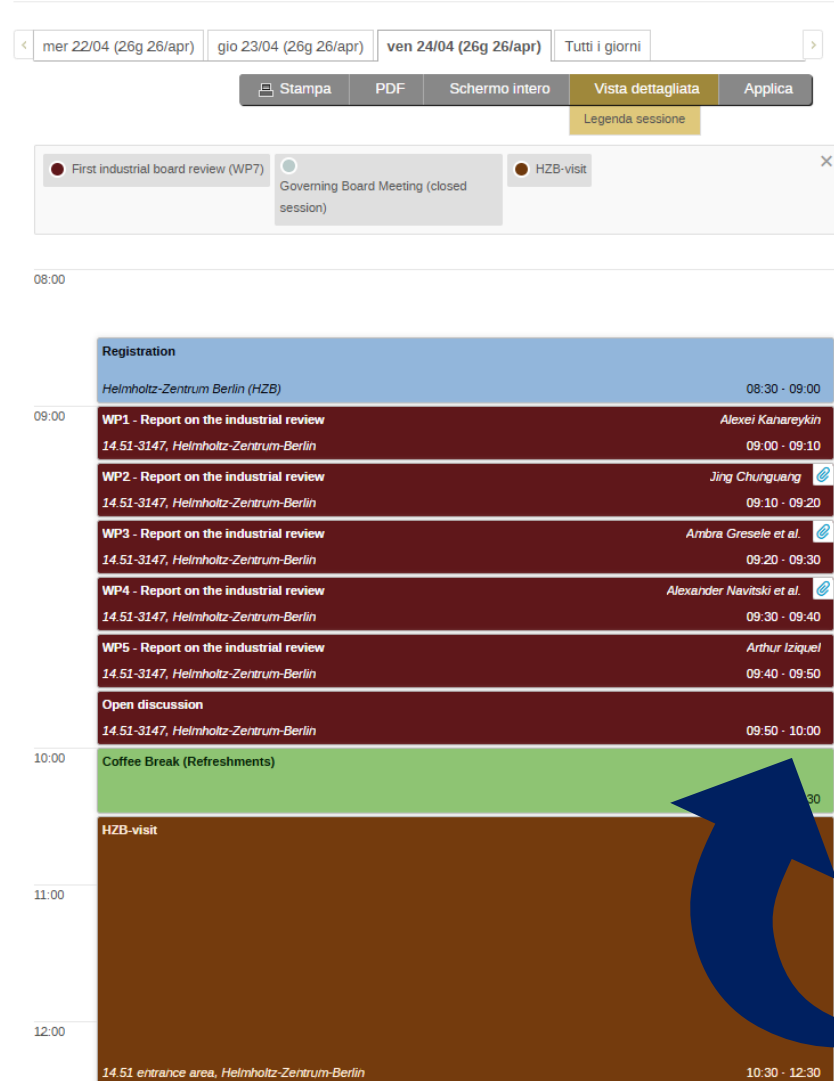 mer 22/04 (26g 26/apr) gio 23/04 (26g 26/apr) ven 24/04 (26g 26/apr) Tutti i giorni
Stampa PDF Schermo intero Vista dettagliata Applica
Legenda sessione
First industrial board review (WP7)
Governing Board Meeting (closed
session)
HZB-visit
08:00
Registration
Helmholtz-Zentrum Berlin (HZB) 08:30 - 09:00
09:00
WP1 - Report on the industrial review Alexei Kanareykin
14.51-3147, Helmholtz-Zentrum-Berlin 09:00 - 09:10
WP2 - Report on the industrial review Jing Chunguang
14.51-3147, Helmholtz-Zentrum-Berlin 09:10 - 09:20
WP3 - Report on the industrial review Ambra Gresele et al.
14.51-3147, Helmholtz-Zentrum-Berlin 09:20 - 09:30
WP4 - Report on the industrial review Alexander Navitski et al.
14.51-3147, Helmholtz-Zentrum-Berlin 09:30 - 09:40
WP5 - Report on the industrial review Arthur Iziquel
14.51-3147, Helmholtz-Zentrum-Berlin 09:40 - 09:50
Open discussion
14.51-3147, Helmholtz-Zentrum-Berlin 09:50 - 10:00
10:00
Coffee Break (Refreshments)
30
HZB-visit
11:00
12:00
14.51 entrance area, Helmholtz-Zentrum-Berlin 10:30 - 12:30